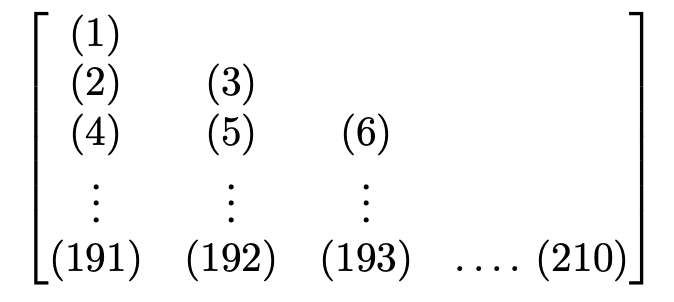 (1)
(2) (3)
(4) (5) (6)
⋮ ⋮ ⋮
(191) (192) (193) .... (210)